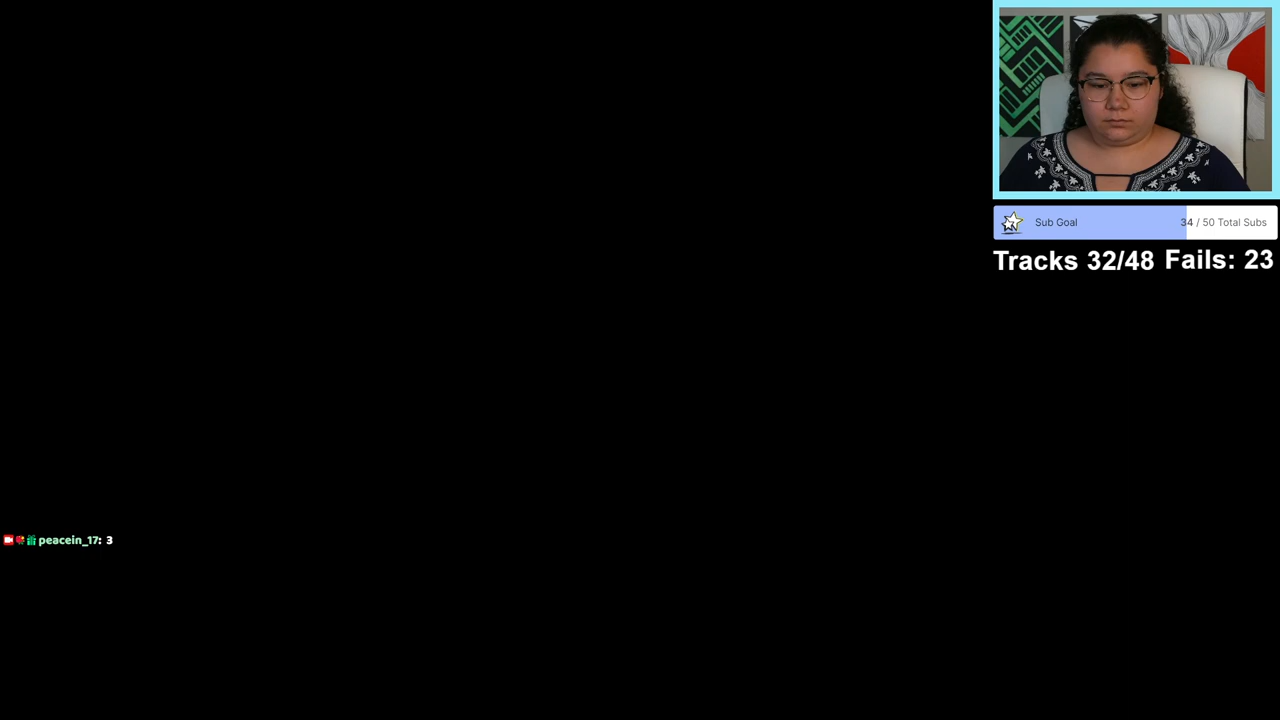 Sub Goal
34 / 50 Total Subs
Tracks 32/48 Fails: 23
peacein_17: 3